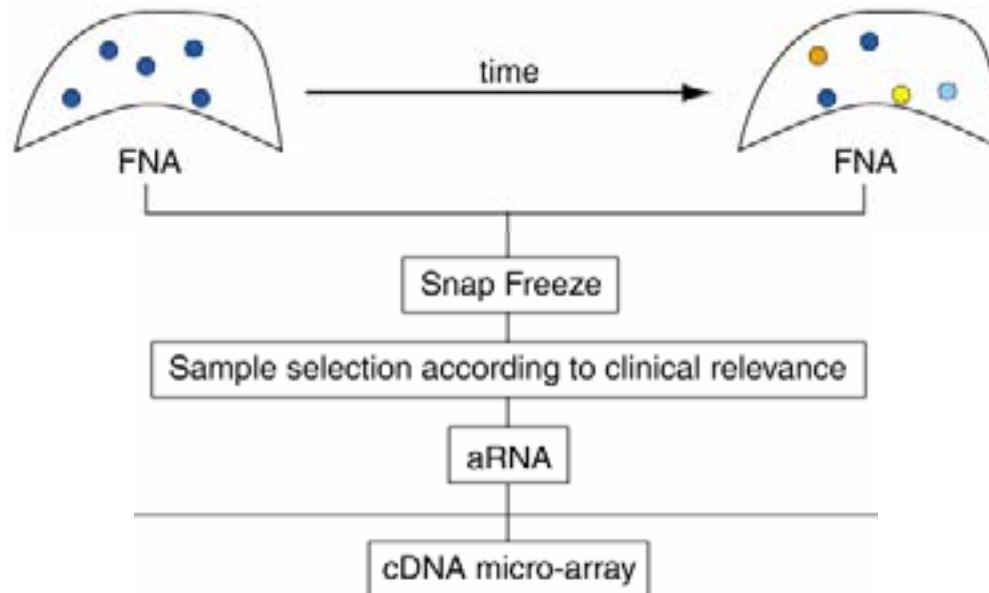 time
FNA
FNA
Snap Freeze
Sample selection according to clinical relevance
aRNA
cDNA micro-array